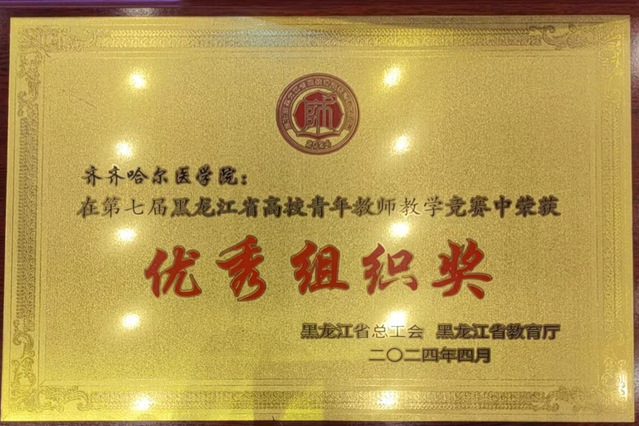 师
齐齐哈尔医学院：
在第七届黑龙江省高校青年教师教学竞赛中荣获
优秀组织奖
黑龙江省总工会 黑龙江省教育厅
二〇二四年四月